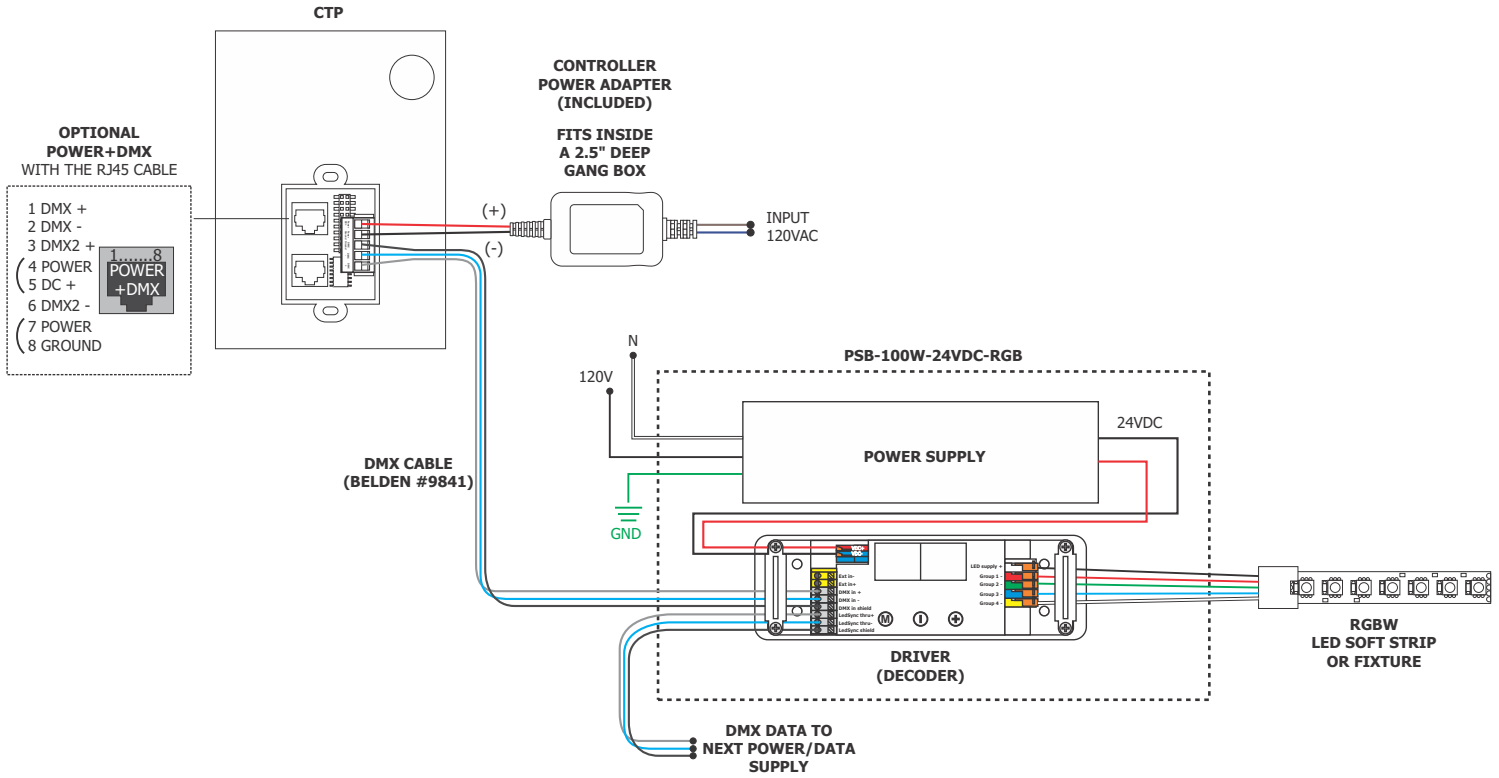 CTP
CONTROLLER
POWER ADAPTER
(INCLUDED)
FITS INSIDE
A 2.5" DEEP
GANG BOX
OPTIONAL
POWER+DMX
WITH THE RJ45 CABLE
1 DMX +
2 DMX -
3 DMX2 +
4 POWER
5 DC +
6 DMX2 -
7 POWER
8 GROUND
1.......8
POWER
+DMX
(+)
(-)
INPUT
120VAC
N
120V
PSB-100W-24VDC-RGB
POWER SUPPLY
24VDC
GND
DMX CABLE
(BELDEN #9841)
Ext in-
Ext in+
DMX in +
DMX in -
DMX in shield
LedSync thru+
LedSync thru-
LedSync shield
M
I
+
LED supply +
Group 1 -
Group 2 -
Group 3 -
Group 4 -
DRIVER
(DECODER)
RGBW
LED SOFT STRIP
OR FIXTURE
DMX DATA TO
NEXT POWER/DATA
SUPPLY